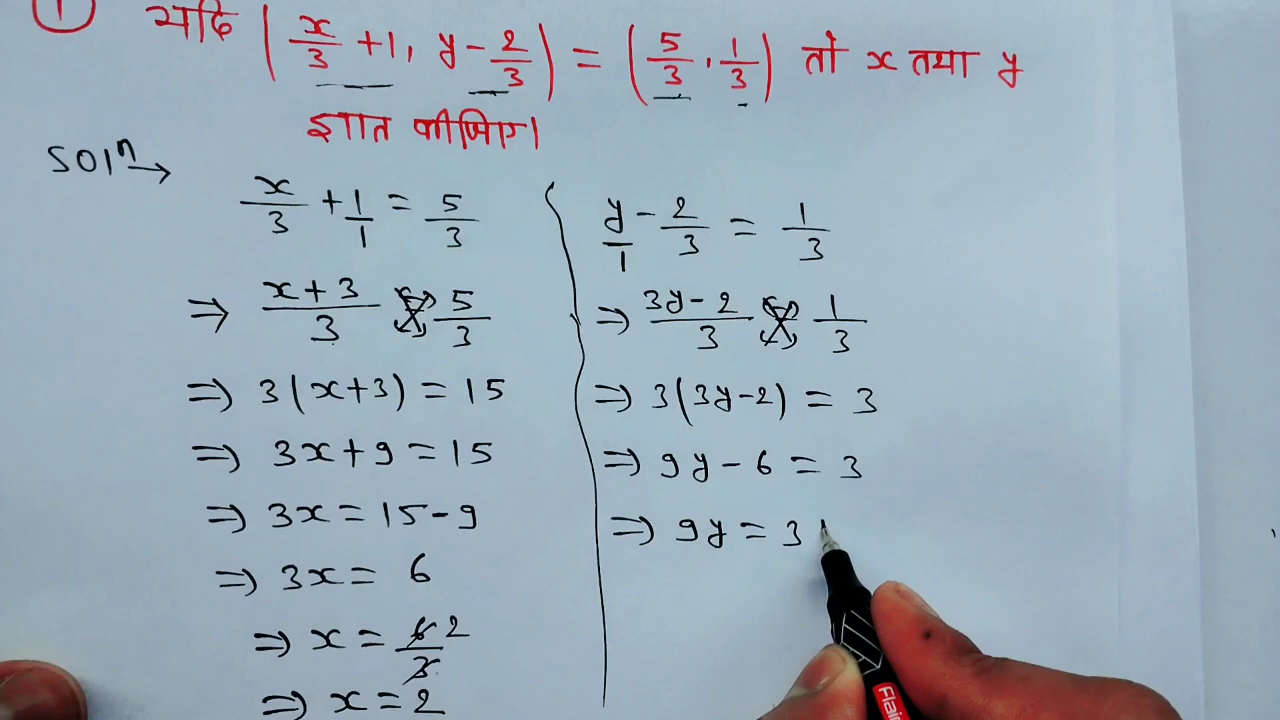 ① यदि (x/3 + 1, y - 2/3) = (5/3, 1/3) तो x तथा y
ज्ञात कीजिए।
Solⁿ →
x/3 + 1/1 = 5/3
⇒ (x+3)/3 = 5/3
⇒ 3(x+3) = 15
⇒ 3x+9 = 15
⇒ 3x = 15-9
⇒ 3x = 6
⇒ x = 6/3 2
⇒ x = 2
y/1 - 2/3 = 1/3
⇒ (3y-2)/3 = 1/3
⇒ 3(3y-2) = 3
⇒ 9y-6 = 3
⇒ 9y = 3
Flair